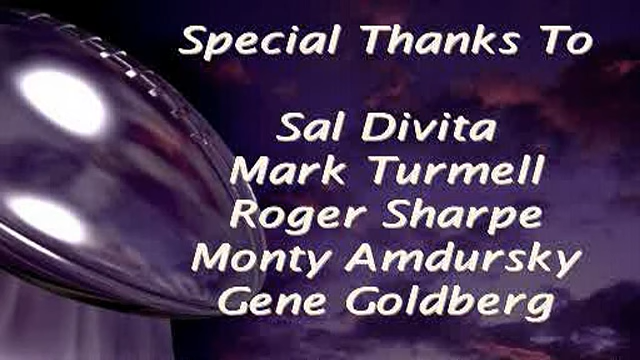 Special Thanks To
Sal Divita
Mark Turmell
Roger Sharpe
Monty Amdursky
Gene Goldberg